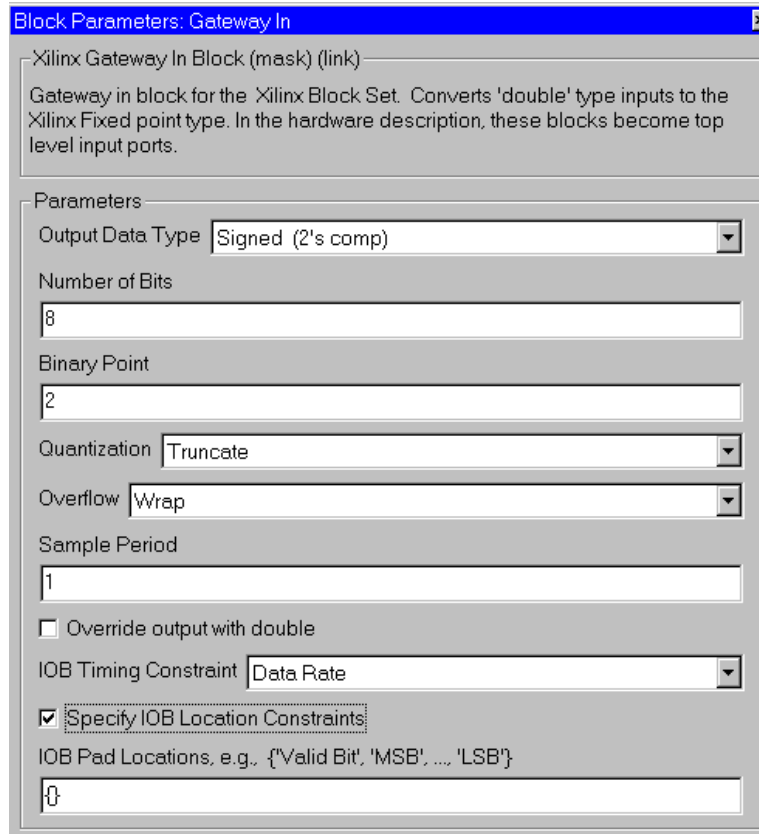 Block Parameters: Gateway In
Xilinx Gateway In Block (mask) (link)
Gateway in block for the Xilinx Block Set. Converts 'double' type inputs to the
Xilinx Fixed point type. In the hardware description, these blocks become top
level input ports.
Parameters
Output Data Type Signed (2's comp)
Number of Bits
8
Binary Point
2
Quantization Truncate
Overflow Wrap
Sample Period
1
Override output with double
IOB Timing Constraint Data Rate
Specify IOB Location Constraints
IOB Pad Locations, e.g., {'Valid Bit', 'MSB', ..., 'LSB'}
{}